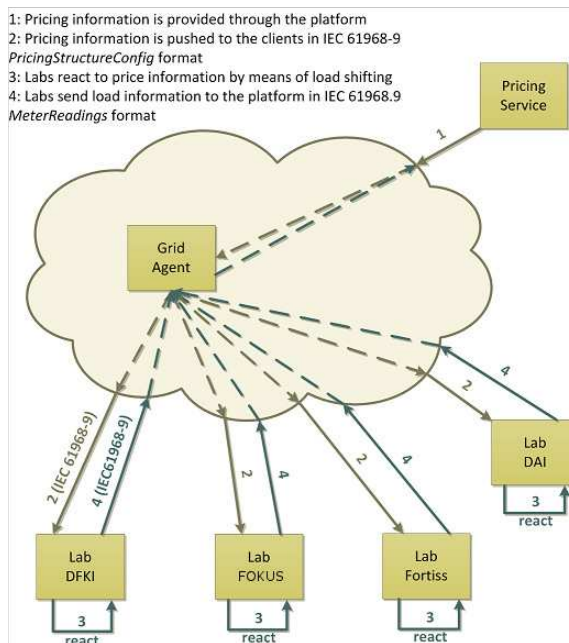 1: Pricing information is provided through the platform
2: Pricing information is pushed to the clients in IEC 61968-9
PricingStructureConfig format
3: Labs react to price information by means of load shifting
4: Labs send load information to the platform in IEC 61968.9
MeterReadings format
Pricing
Service
1
Grid
Agent
2 (IEC 61968-9)
4 (IEC61968-9)
2
4
2
4
2
4
Lab
DAI
3
react
Lab
DFKI
3
react
Lab
FOKUS
3
react
Lab
Fortiss
3
react